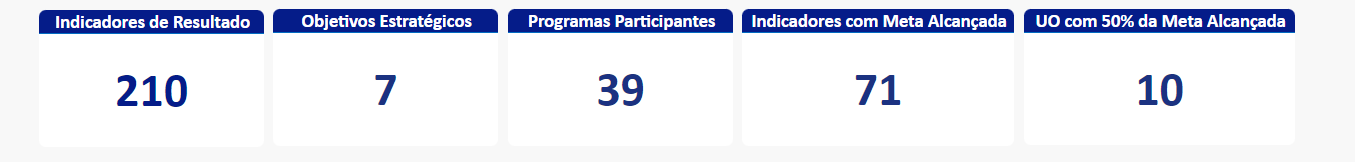 Indicadores de Resultado
210
Objetivos Estratégicos
7
Programas Participantes
39
Indicadores com Meta Alcançada
71
UO com 50% da Meta Alcançada
10